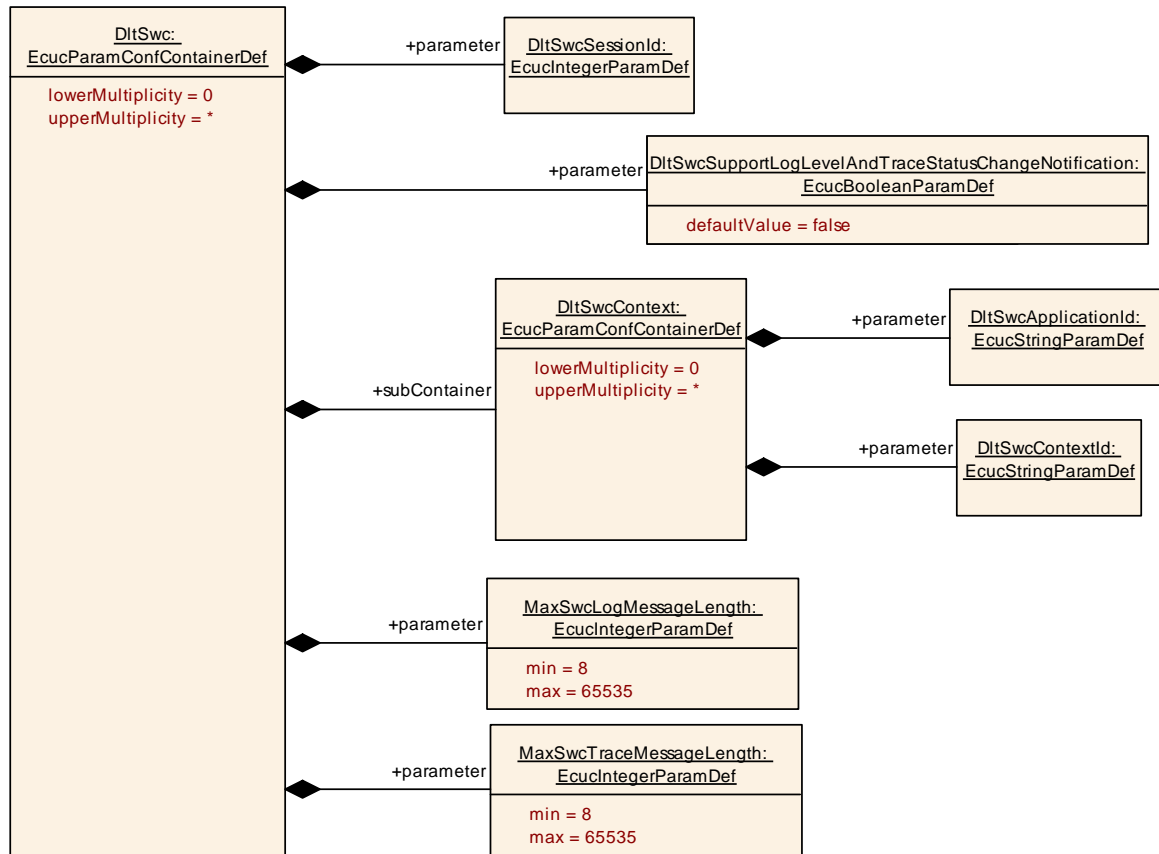 DltSwc:
EcucParamConfContainerDef
lowerMultiplicity = 0
upperMultiplicity = *
+parameter
DltSwcSessionId:
EcucIntegerParamDef
+parameter
DltSwcSupportLogLevelAndTraceStatusChangeNotification:
EcucBooleanParamDef
defaultValue = false
+subContainer
DltSwcContext:
EcucParamConfContainerDef
lowerMultiplicity = 0
upperMultiplicity = *
+parameter
DltSwcApplicationId:
EcucStringParamDef
+parameter
DltSwcContextId:
EcucStringParamDef
+parameter
MaxSwcLogMessageLength:
EcucIntegerParamDef
min = 8
max = 65535
+parameter
MaxSwcTraceMessageLength:
EcucIntegerParamDef
min = 8
max = 65535